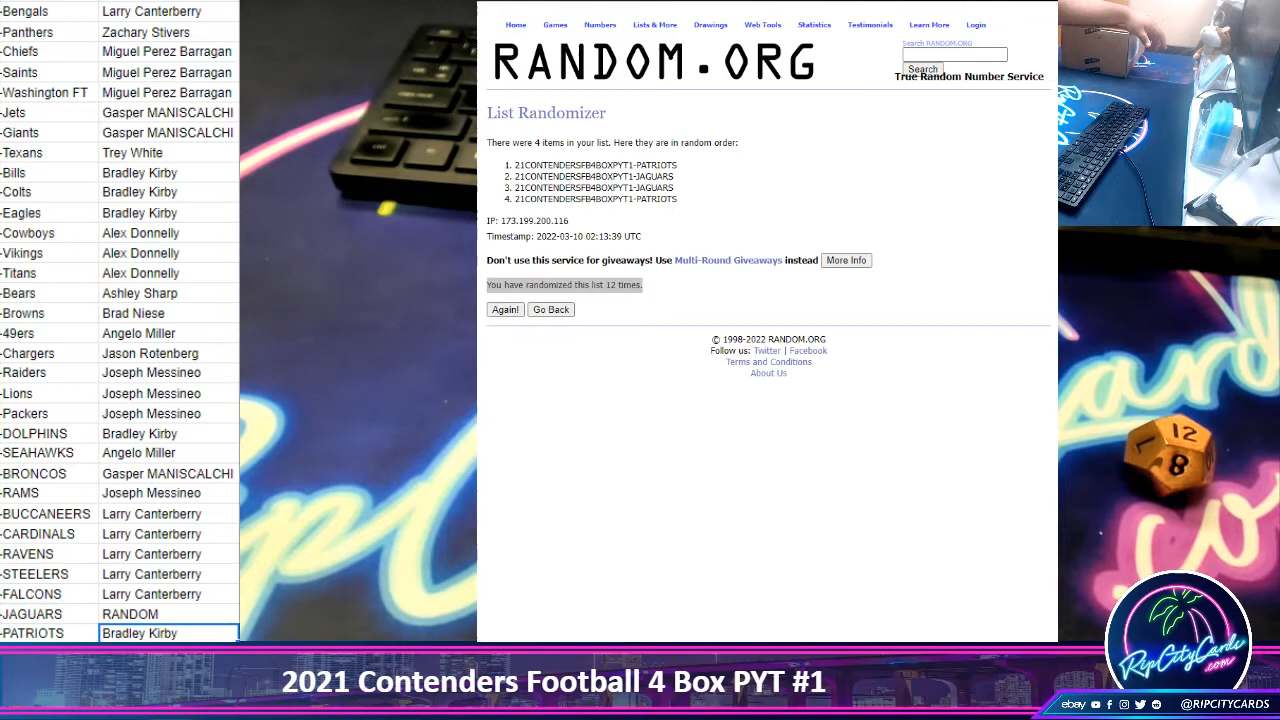 -Bengals Larry Canterberry
-Panthers Zachary Stivers
-Chiefs Miguel Perez Barragan
-Saints Miguel Perez Barragan
-Washington FT Miguel Perez Barragan
-Jets Gasper MANISCALCHI
-Giants Gasper MANISCALCHI
-Texans Trey White
-Bills Bradley Kirby
-Colts Bradley Kirby
-Eagles Bradley Kirby
-Cowboys Alex Donnelly
-Vikings Alex Donnelly
-Titans Alex Donnelly
-Bears Ashley Sharp
-Browns Brad Niese
-49ers Angelo Miller
-Chargers Jason Rotenberg
-Raiders Joseph Messineo
-Lions Joseph Messineo
-Packers Joseph Messineo
-DOLPHINS Bradley Kirby
-SEAHAWKS Angelo Miller
-BRONCOS Gasper MANISCALCHI
-RAMS Joseph Messineo
-BUCCANEERS Larry Canterberry
-CARDINALS Larry Canterberry
-RAVENS Larry Canterberry
-STEELERS Larry Canterberry
-FALCONS Larry Canterberry
-JAGUARS RANDOM
-PATRIOTS Bradley Kirby
Home Games Numbers Lists & More Drawings Web Tools Statistics Testimonials Learn More Login
RANDOM.ORG
Search RANDOM.ORG
Search
True Random Number Service
List Randomizer
There were 4 items in your list. Here they are in random order:
1. 21CONTENDERSFB4BOXPYT1-PATRIOTS
2. 21CONTENDERSFB4BOXPYT1-JAGUARS
3. 21CONTENDERSFB4BOXPYT1-JAGUARS
4. 21CONTENDERSFB4BOXPYT1-PATRIOTS
IP: 173.199.200.116
Timestamp: 2022-03-10 02:13:39 UTC
Don't use this service for giveaways! Use Multi-Round Giveaways instead More Info
You have randomized this list 12 times.
Again! Go Back
© 1998-2022 RANDOM.ORG
Follow us: Twitter | Facebook
Terms and Conditions
About Us
12
1
8
RipCityCards
.com
2021 Contenders Football 4 Box PYT #1
ebay @RIPCITYCARDS